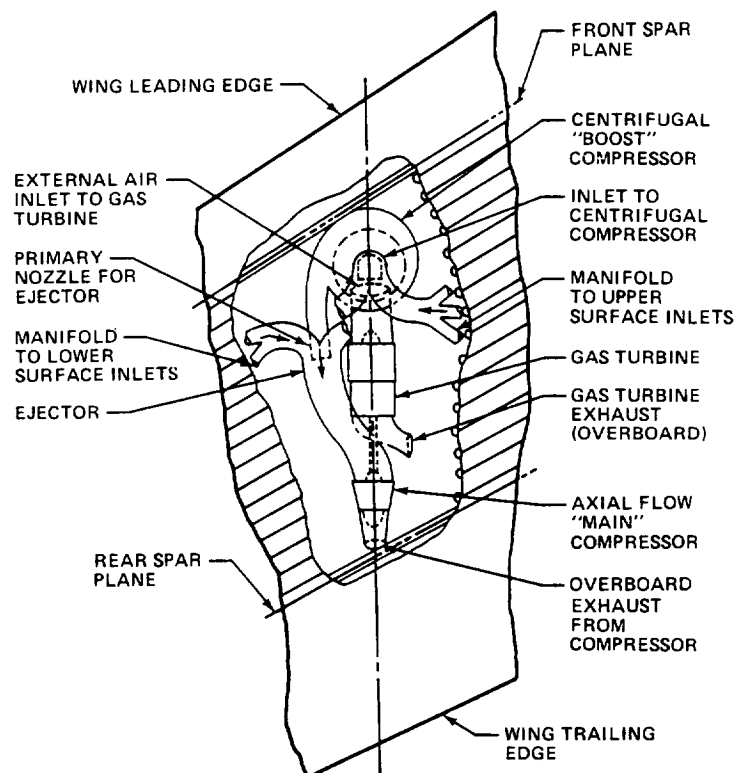 FRONT SPAR
PLANE
WING LEADING EDGE
CENTRIFUGAL
"BOOST"
COMPRESSOR
EXTERNAL AIR
INLET TO GAS
TURBINE
INLET TO
CENTRIFUGAL
COMPRESSOR
PRIMARY
NOZZLE FOR
EJECTOR
MANIFOLD
TO UPPER
SURFACE INLETS
MANIFOLD
TO LOWER
SURFACE INLETS
GAS TURBINE
EJECTOR
GAS TURBINE
EXHAUST
(OVERBOARD)
AXIAL FLOW
"MAIN"
COMPRESSOR
REAR SPAR
PLANE
OVERBOARD
EXHAUST
FROM
COMPRESSOR
WING TRAILING
EDGE